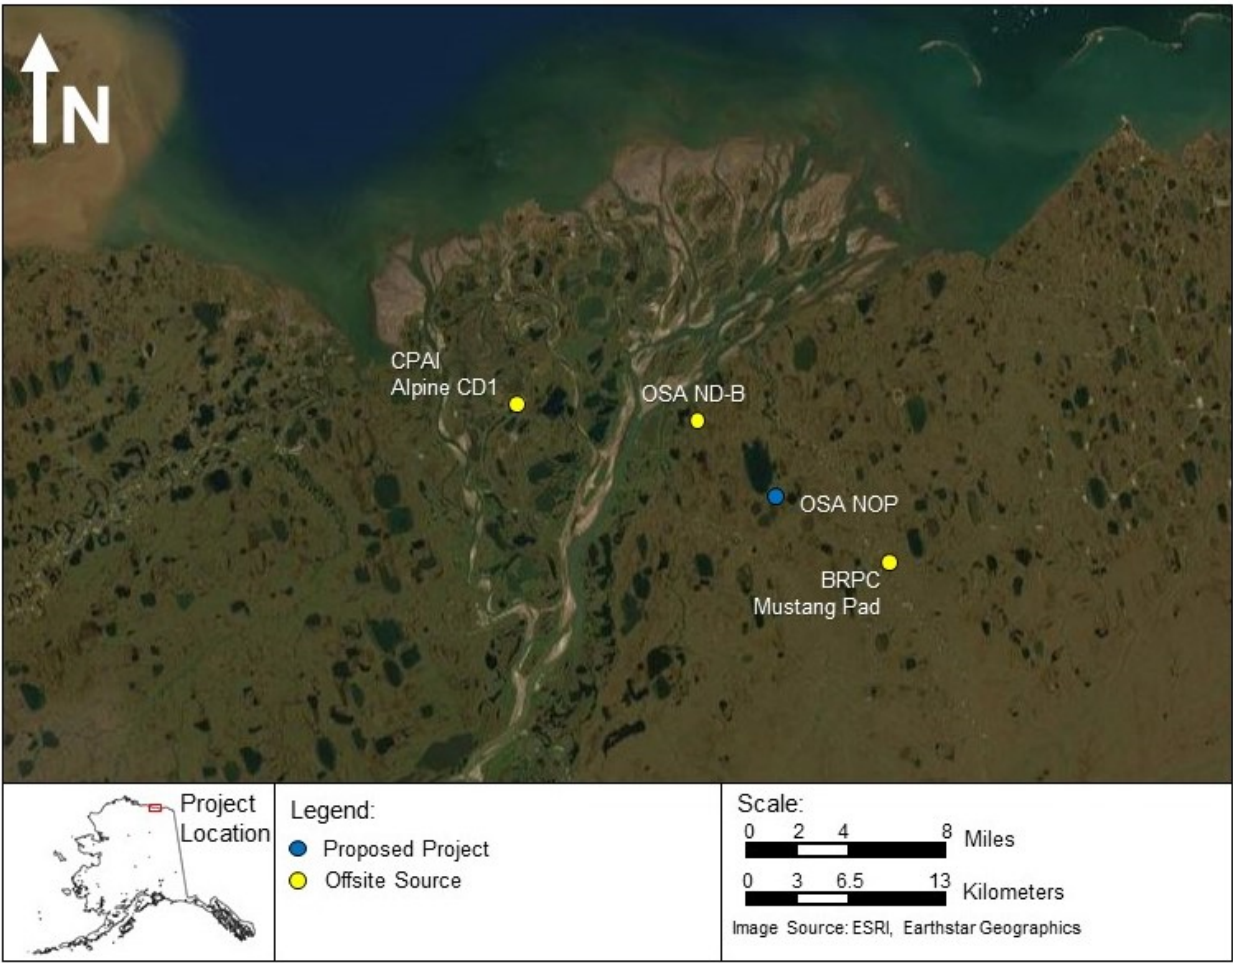 N
CPAI
Alpine CD1
OSA ND-B
OSA NOP
BRPC
Mustang Pad
Project
Location
Legend:
Proposed Project
Offsite Source
Scale:
0 2 4 8 Miles
0 3 6.5 13 Kilometers
Image Source: ESRI, Earthstar Geographics